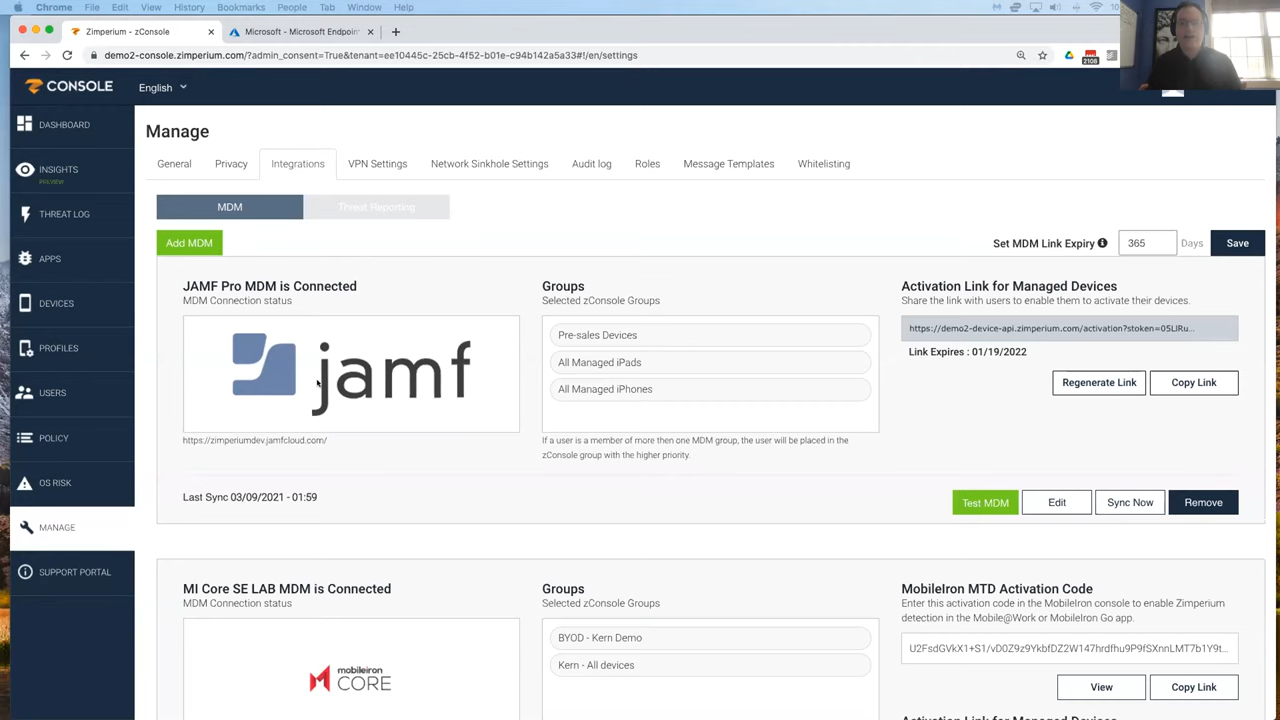 Chrome File Edit View History Bookmarks People Tab Window Help
Zimperium - zConsole
Microsoft - Microsoft Endpoin
demo2-console.zimperium.com/?admin_consent=True&tenant=ee10445c-25cb-4f52-b01e-c94b142a5a33#!/en/settings
2108
CONSOLE
English
DASHBOARD
INSIGHTS
PREVIEW
THREAT LOG
APPS
DEVICES
PROFILES
USERS
POLICY
OS RISK
MANAGE
SUPPORT PORTAL
Manage
General Privacy Integrations VPN Settings Network Sinkhole Settings Audit log Roles Message Templates Whitelisting
MDM Threat Reporting
Add MDM
Set MDM Link Expiry 365 Days Save
JAMF Pro MDM is Connected
MDM Connection status
jamf
https://zimperiumdev.jamfcloud.com/
Groups
Selected zConsole Groups
Pre-sales Devices
All Managed iPads
All Managed iPhones
If a user is a member of more then one MDM group, the user will be placed in the
zConsole group with the higher priority.
Activation Link for Managed Devices
Share the link with users to enable them to activate their devices.
https://demo2-device-api.zimperium.com/activation?stoken=05LIRu...
Link Expires : 01/19/2022
Regenerate Link Copy Link
Last Sync 03/09/2021 - 01:59
Test MDM Edit Sync Now Remove
MI Core SE LAB MDM is Connected
MDM Connection status
mobileiron
CORE
Groups
Selected zConsole Groups
BYOD - Kern Demo
Kern - All devices
MobileIron MTD Activation Code
Enter this activation code in the MobileIron console to enable Zimperium
detection in the Mobile@Work or MobileIron Go app.
U2FsdGVkX1+S1/vD0Z9z9YkbfDZ2W147hrdfhu9P9fSXnnLMT7b1Y9t...
View Copy Link
Activation Link for Managed Devices